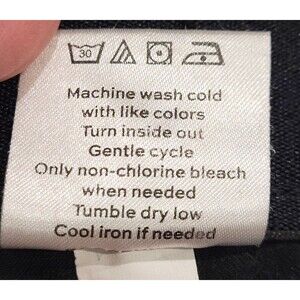 30
Machine wash cold
with like colors
Turn inside out
Gentle cycle
Only non-chlorine bleach
when needed
Tumble dry low
Cool iron if needed